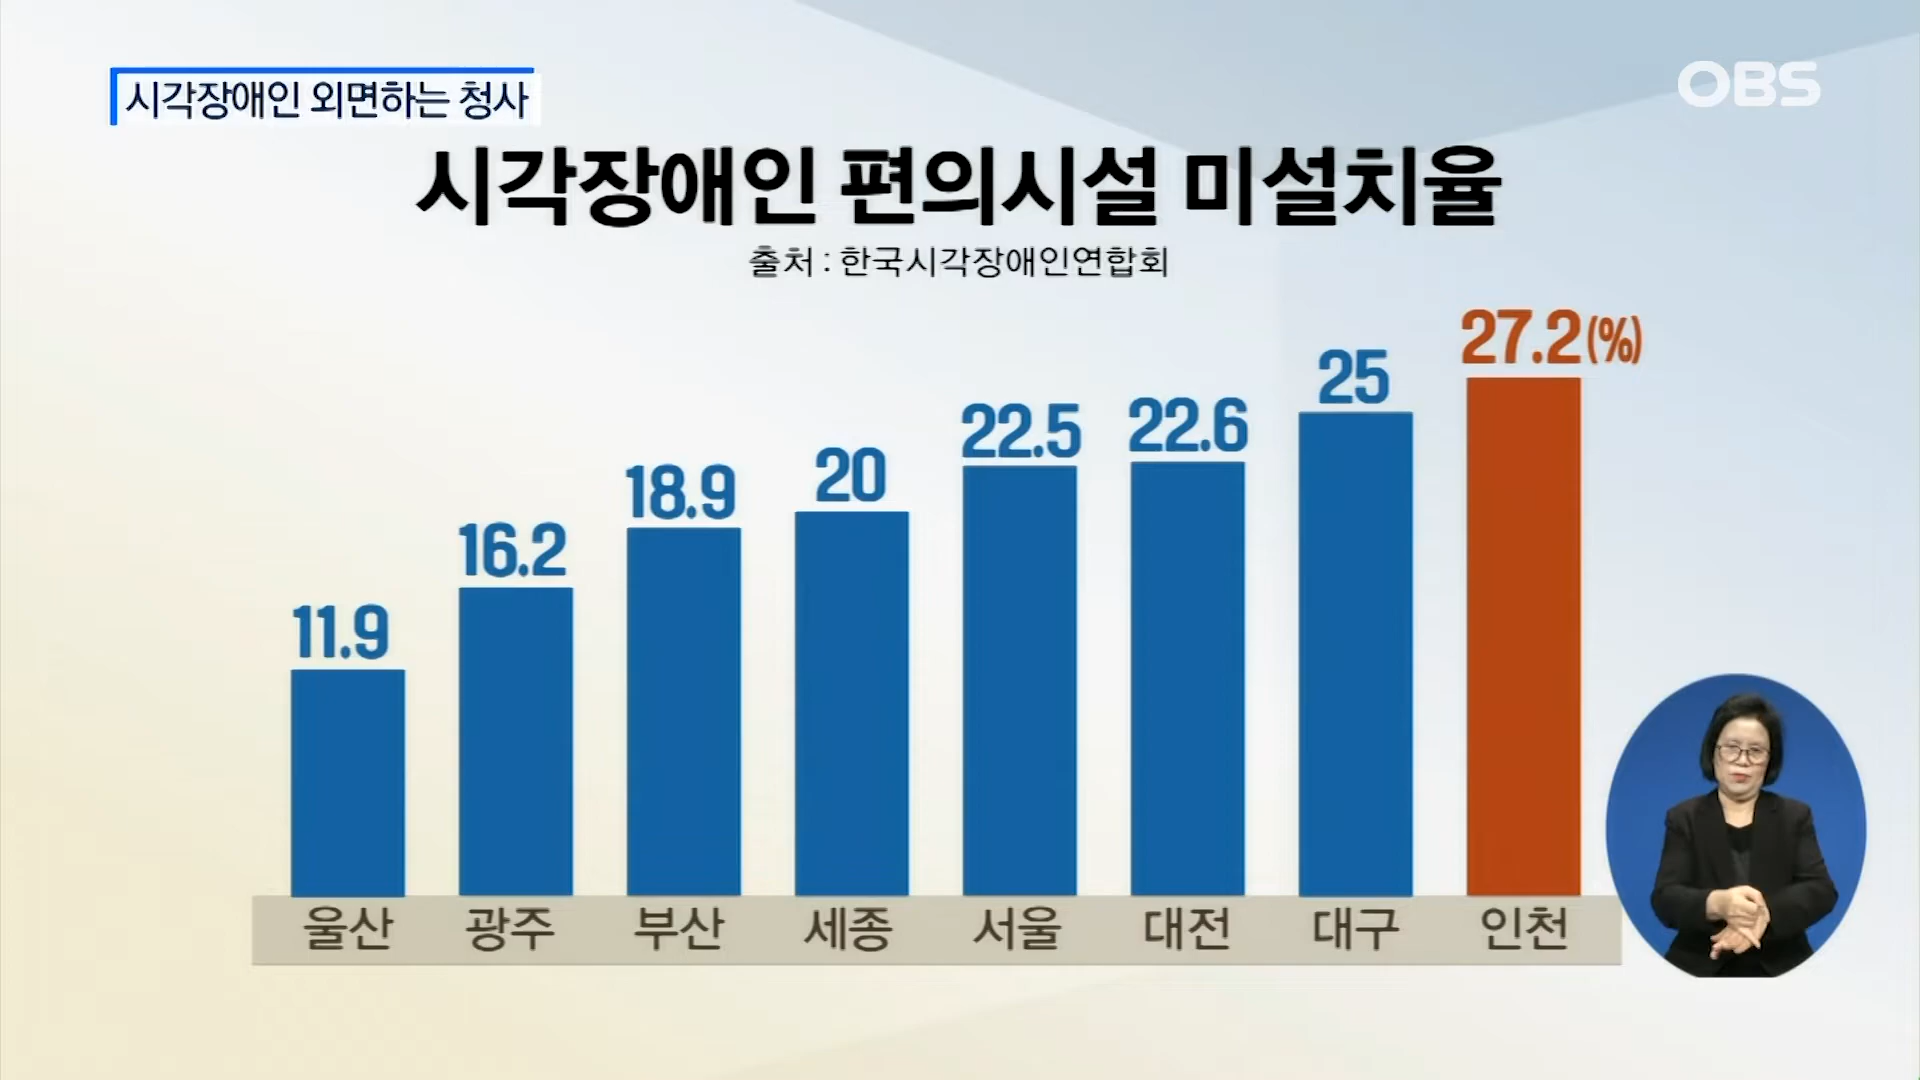 시각장애인 외면하는 청사
OBS
시각장애인 편의시설 미설치율
출처 : 한국시각장애인연합회
11.9
16.2
18.9
20
22.5
22.6
25
27.2(%)
울산
광주
부산
세종
서울
대전
대구
인천